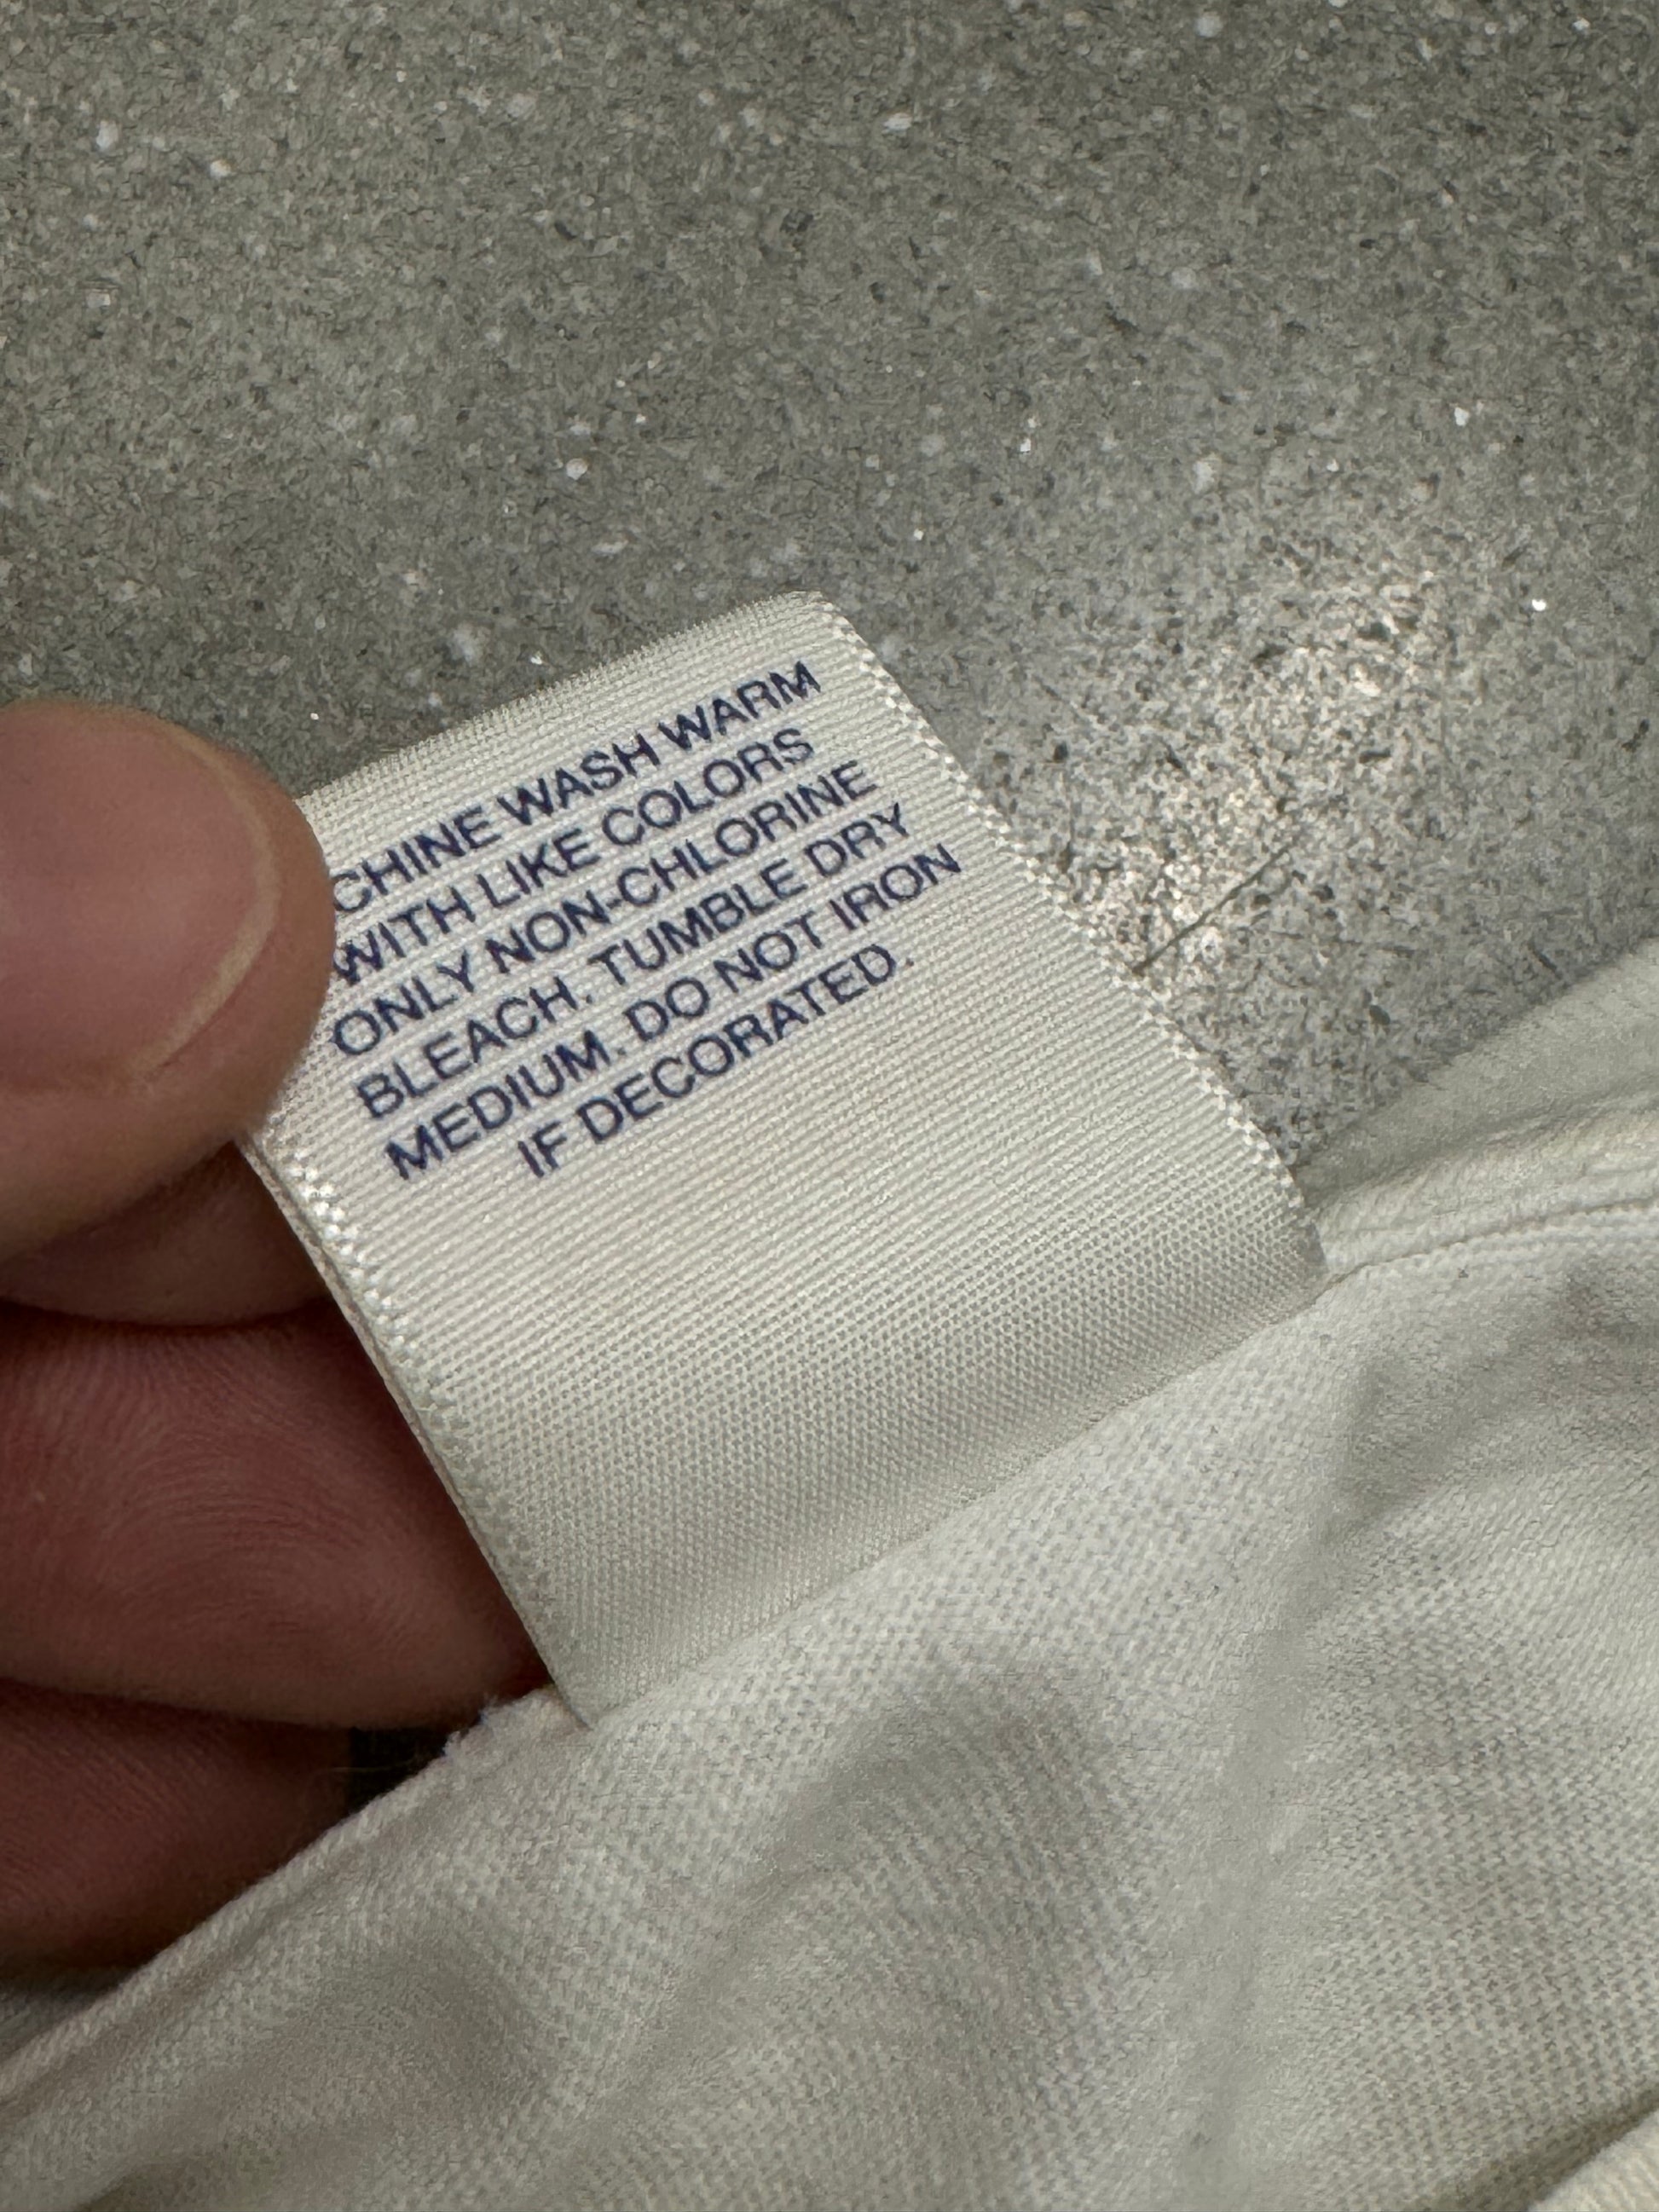 CHINE WASH WARM
WITH LIKE COLORS
ONLY NON-CHLORINE
BLEACH. TUMBLE DRY
MEDIUM. DO NOT IRON
IF DECORATED.